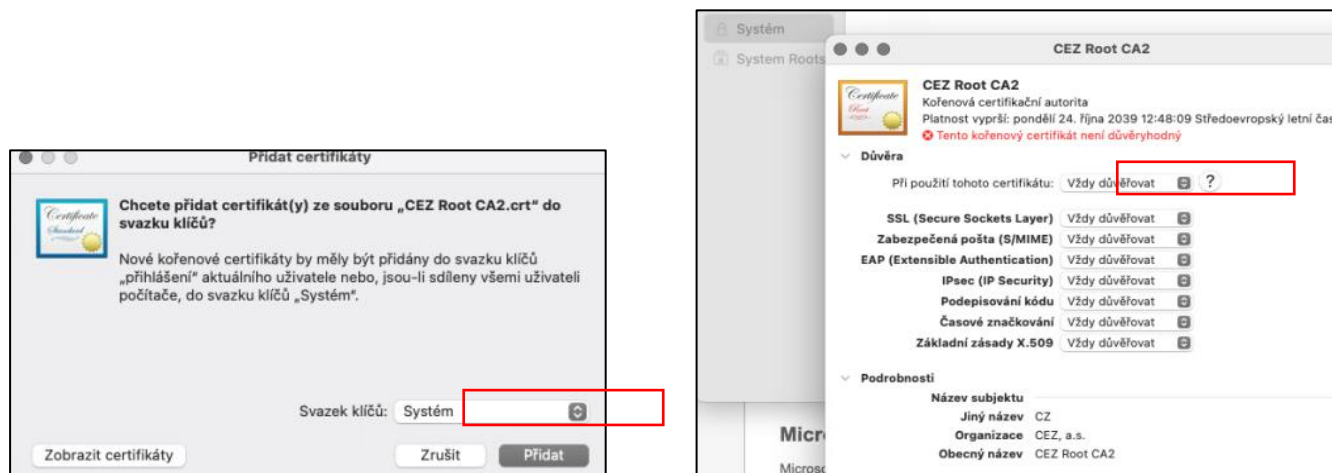 Přidat certifikáty
Certificate
Standard
Chcete přidat certifikát(y) ze souboru „CEZ Root CA2.crt“ do
svazku klíčů?
Nové kořenové certifikáty by měly být přidány do svazku klíčů
„přihlášení“ aktuálního uživatele nebo, jsou-li sdíleny všemi uživateli
počítače, do svazku klíčů „Systém“.
Svazek klíčů: Systém
Zobrazit certifikáty Zrušit Přidat
Systém
System Roots
CEZ Root CA2
Certificate
Root
CEZ Root CA2
Kořenová certifikační autorita
Platnost vyprší: pondělí 24. října 2039 12:48:09 Středoevropský letní čas
Tento kořenový certifikát není důvěryhodný
Důvěra
Při použití tohoto certifikátu: Vždy důvěřovat ?
SSL (Secure Sockets Layer) Vždy důvěřovat
Zabezpečená pošta (S/MIME) Vždy důvěřovat
EAP (Extensible Authentication) Vždy důvěřovat
IPsec (IP Security) Vždy důvěřovat
Podepisování kódu Vždy důvěřovat
Časové značkování Vždy důvěřovat
Základní zásady X.509 Vždy důvěřovat
Podrobnosti
Název subjektu
Jiný název CZ
Organizace CEZ, a.s.
Obecný název CEZ Root CA2
Micr
Microso